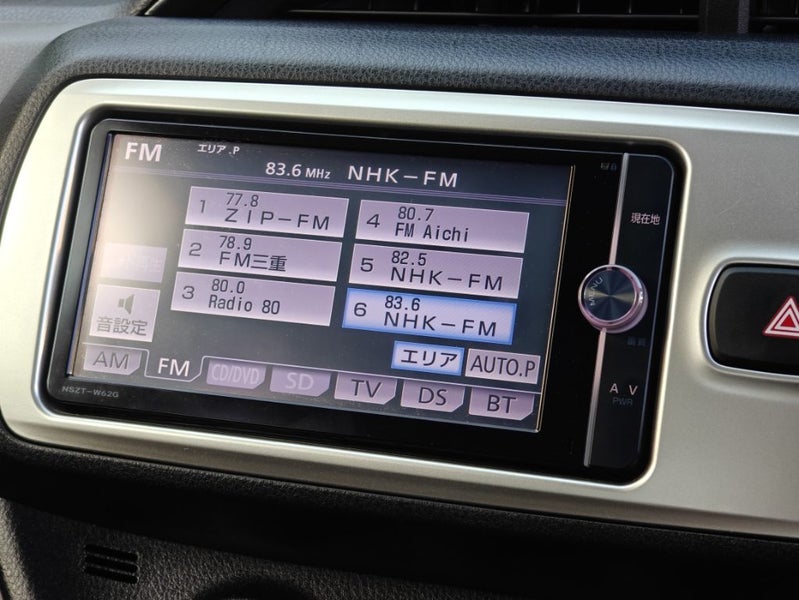 FM エリア.P
83.6 MHz NHK-FM
1 77.8 ZIP-FM
2 78.9 FM三重
3 80.0 Radio 80
4 80.7 FM Aichi
5 82.5 NHK-FM
6 83.6 NHK-FM
音設定
エリア AUTO.P
AM FM CD/DVD SD TV DS BT
NSZT-W62G
現在地
MENU
画質
A V
PWR